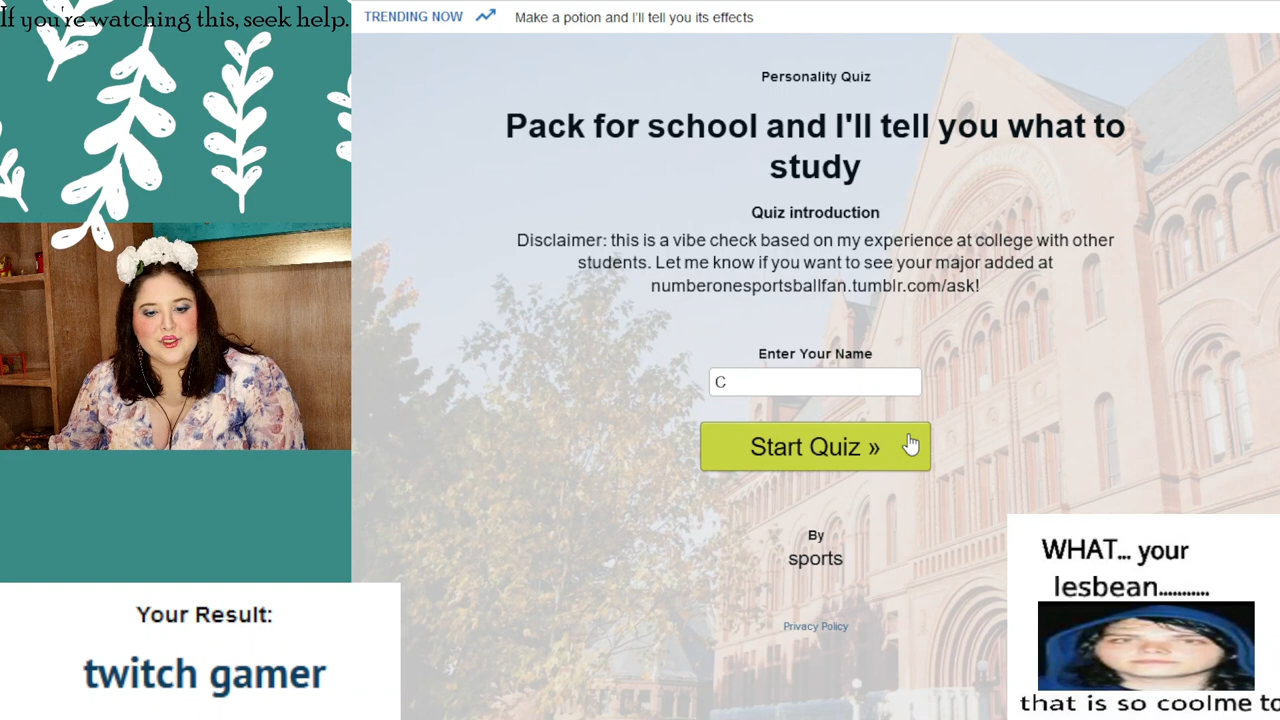 If you're watching this, seek help.
TRENDING NOW Make a potion and I'll tell you its effects
Personality Quiz
Pack for school and I'll tell you what to
study
Quiz introduction
Disclaimer: this is a vibe check based on my experience at college with other
students. Let me know if you want to see your major added at
numberonesportsballfan.tumblr.com/ask!
Enter Your Name
C
Start Quiz »
By
sports
Privacy Policy
Your Result:
twitch gamer
WHAT... your
lesbean...........
that is so coolme to